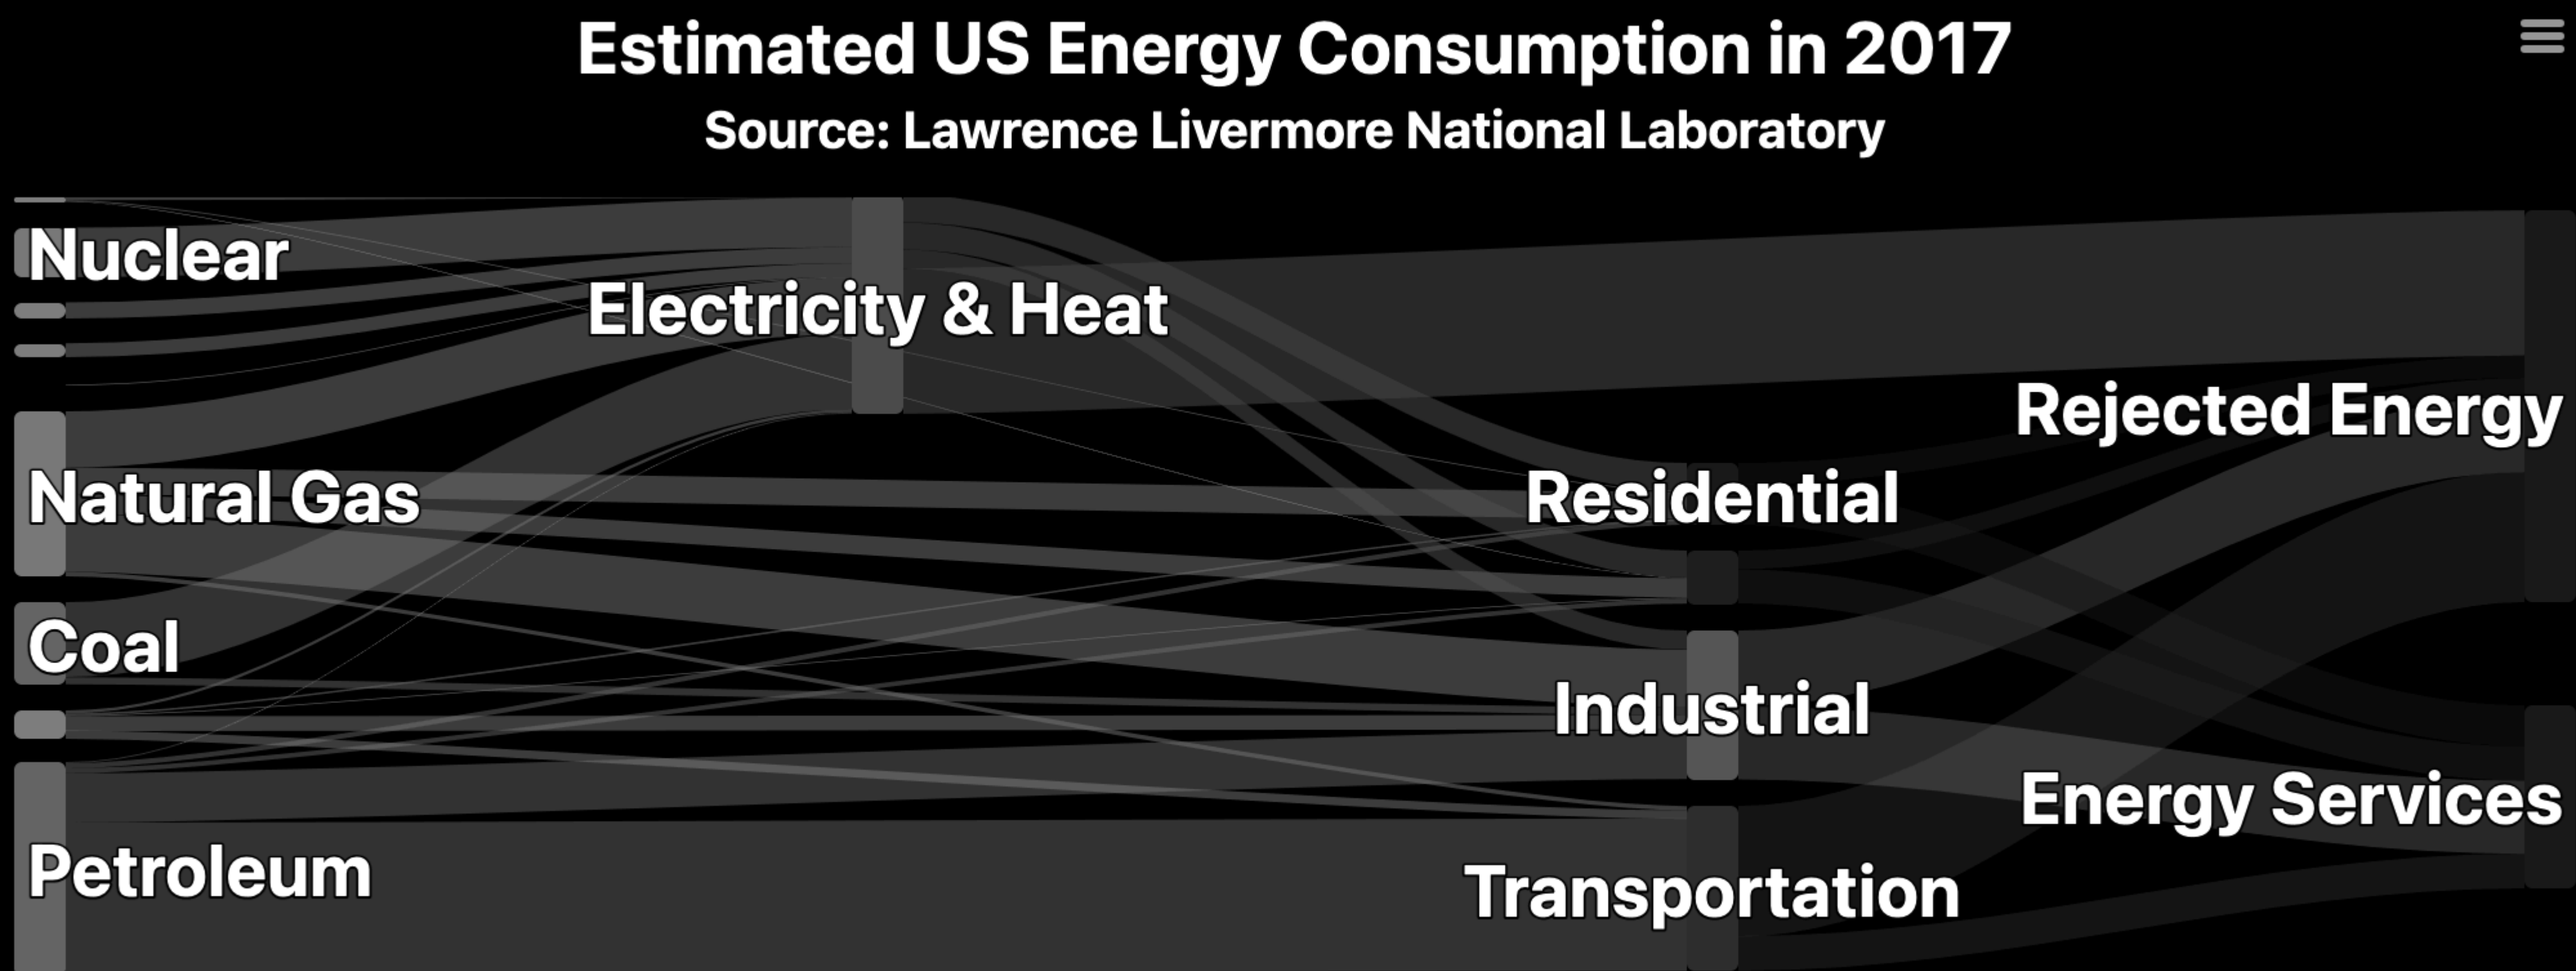 Estimated US Energy Consumption in 2017
Source: Lawrence Livermore National Laboratory
Nuclear
Electricity & Heat
Rejected Energy
Natural Gas
Residential
Coal
Industrial
Energy Services
Petroleum
Transportation